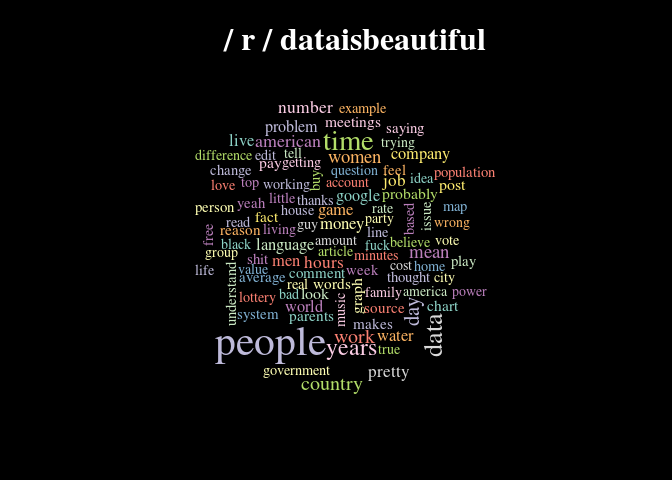 / r / dataisbeautiful
number example
problem meetings saying
live american time trying
difference edit tell women company
change pay getting question feel population
love top working buy account job idea post
person yeah little thanks google probably
read fact house game rate based issue map
free reason living guy money party line wrong
group black language amount fuck believe vote
shit men hours article minutes mean play
life value average comment week thought cost home city
understand real words graph family america power
lottery bad look music source day chart
system world parents makes data
people years work water true
government pretty
country